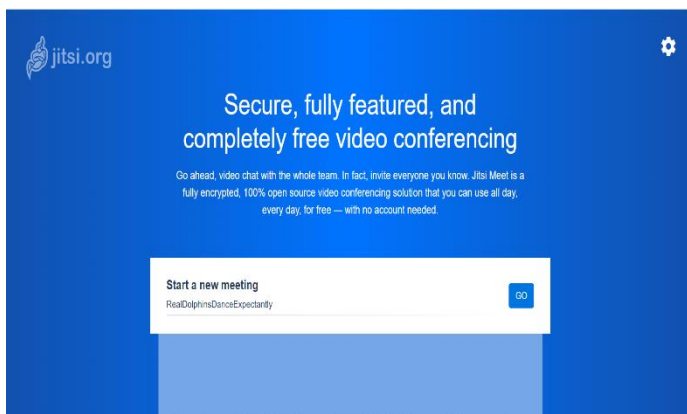 jitsi.org
Secure, fully featured, and
completely free video conferencing
Go ahead, video chat with the whole team. In fact, invite everyone you know. Jitsi Meet is a
fully encrypted, 100% open source video conferencing solution that you can use all day,
every day, for free — with no account needed.
Start a new meeting
RealDolphinsDanceExpectantly
GO